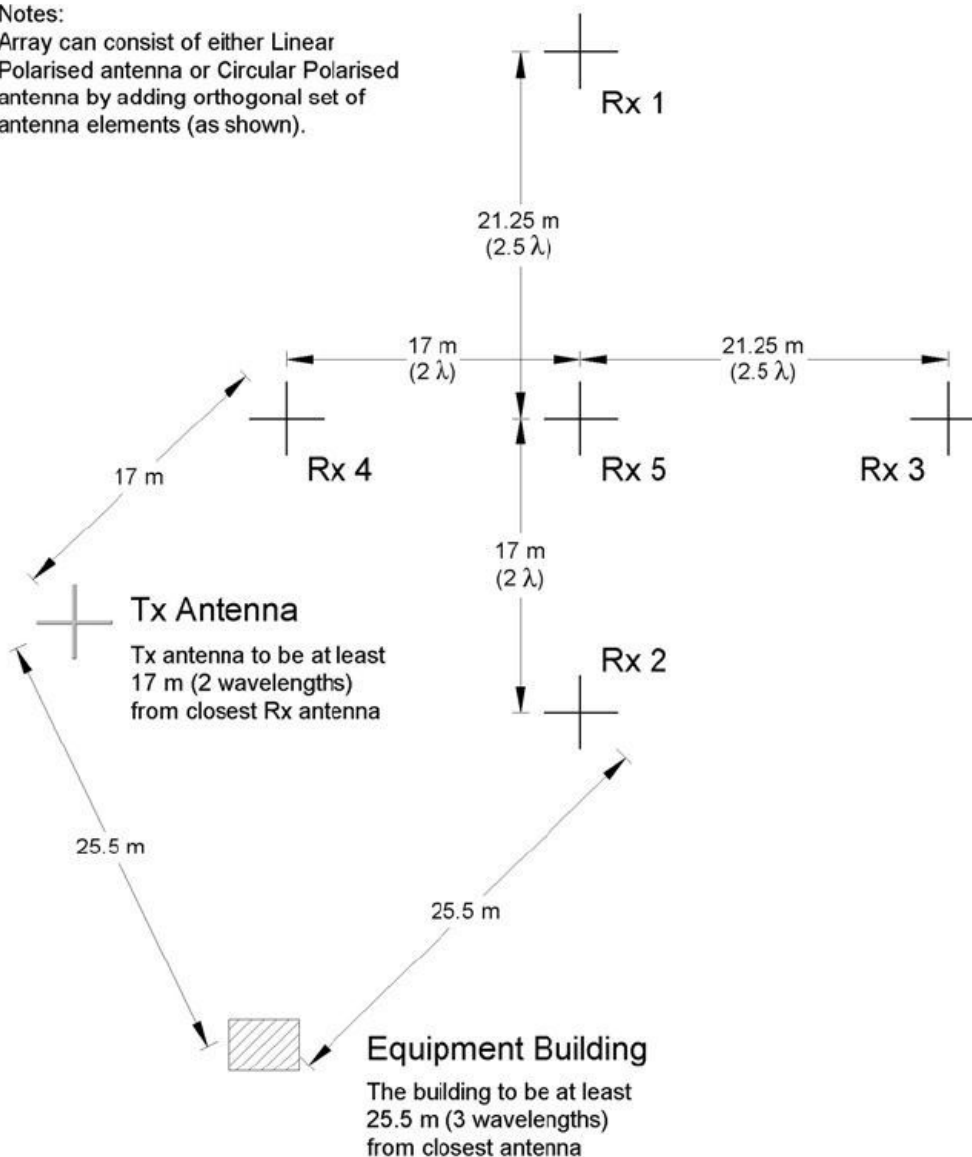 Notes:
Array can consist of either Linear
Polarised antenna or Circular Polarised
antenna by adding orthogonal set of
antenna elements (as shown).
Rx 1
21.25 m
(2.5 λ)
17 m
(2 λ)
21.25 m
(2.5 λ)
Rx 4
Rx 5
Rx 3
17 m
17 m
(2 λ)
Tx Antenna
Tx antenna to be at least
17 m (2 wavelengths)
from closest Rx antenna
Rx 2
25.5 m
25.5 m
Equipment Building
The building to be at least
25.5 m (3 wavelengths)
from closest antenna